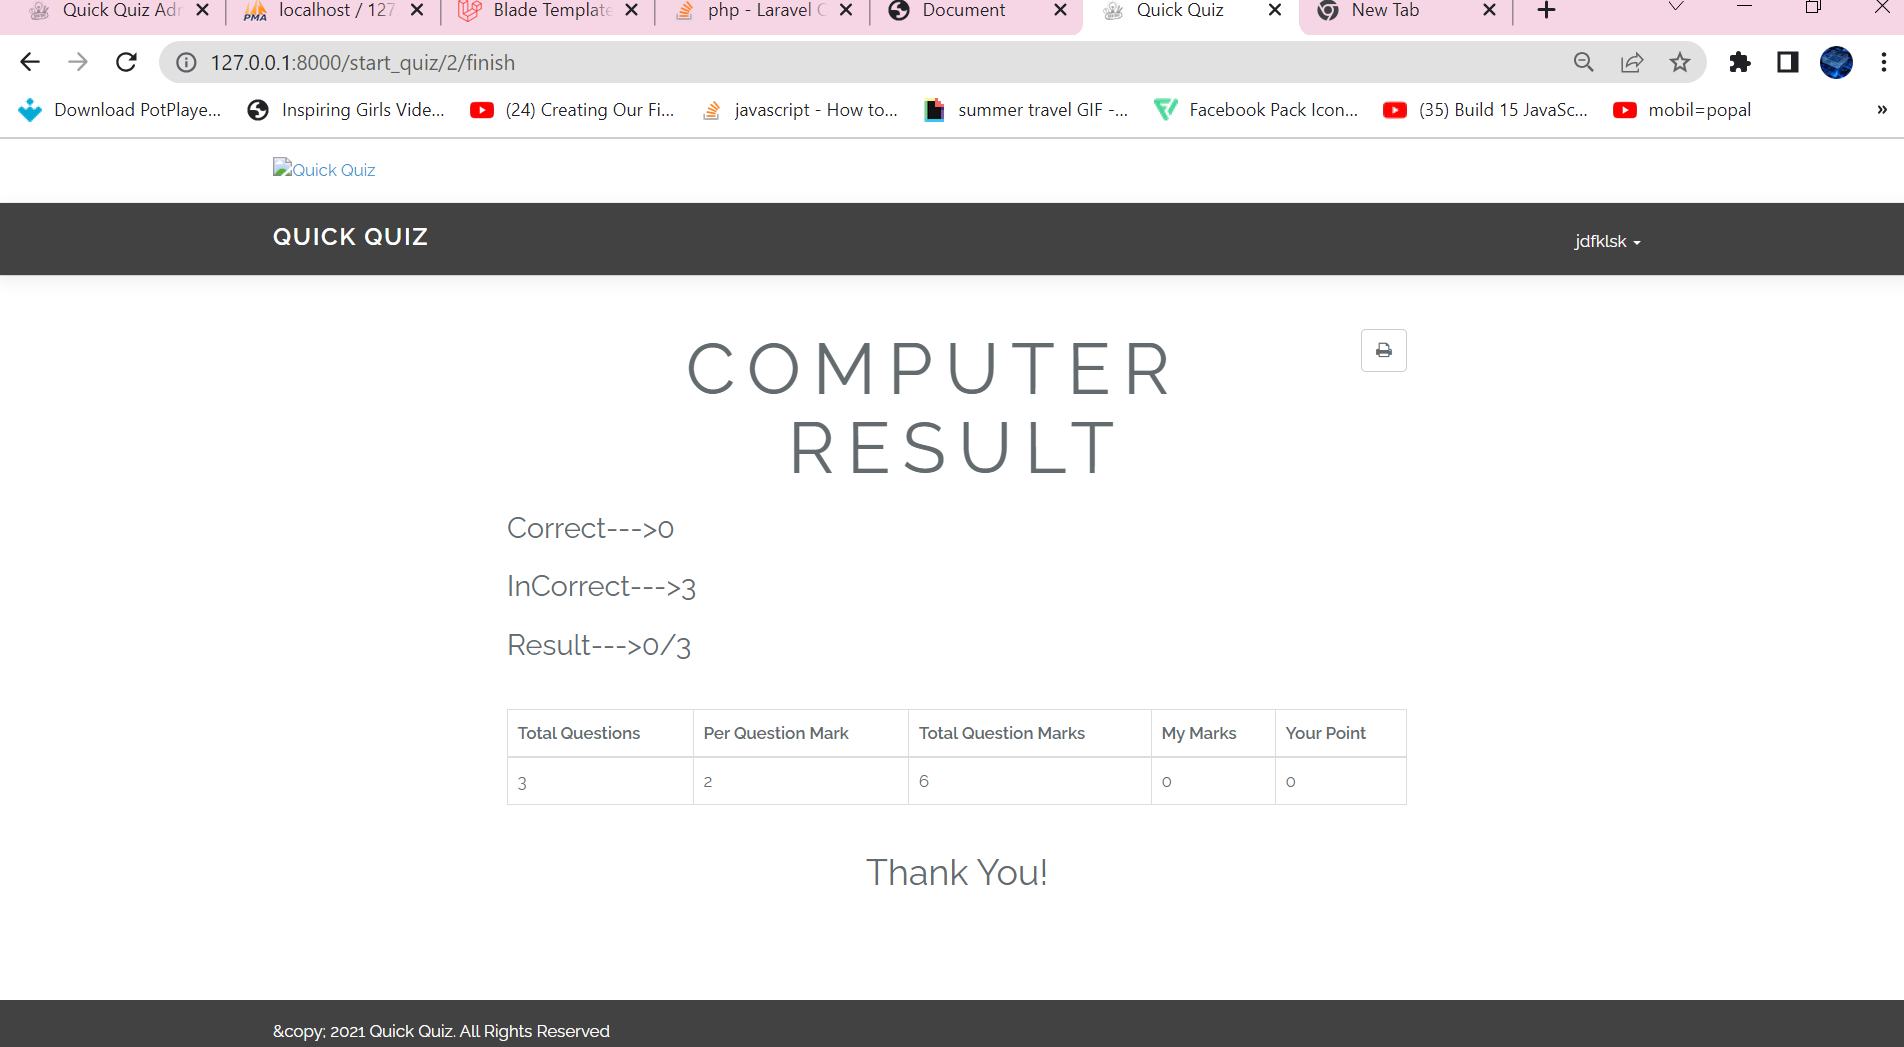 Quick Quiz Adr
localhost / 127
Blade Template
php - Laravel C
Document
Quick Quiz
New Tab
127.0.0.1:8000/start_quiz/2/finish
Download PotPlaye...
Inspiring Girls Vide...
(24) Creating Our Fi...
javascript - How to...
summer travel GIF -...
Facebook Pack Icon...
(35) Build 15 JavaSc...
mobil=popal
»
Quick Quiz
QUICK QUIZ
jdfklsk
COMPUTER
RESULT
Correct--->0
InCorrect--->3
Result--->0/3
Total Questions Per Question Mark Total Question Marks My Marks Your Point
3 2 6 0 0
Thank You!
&copy; 2021 Quick Quiz. All Rights Reserved